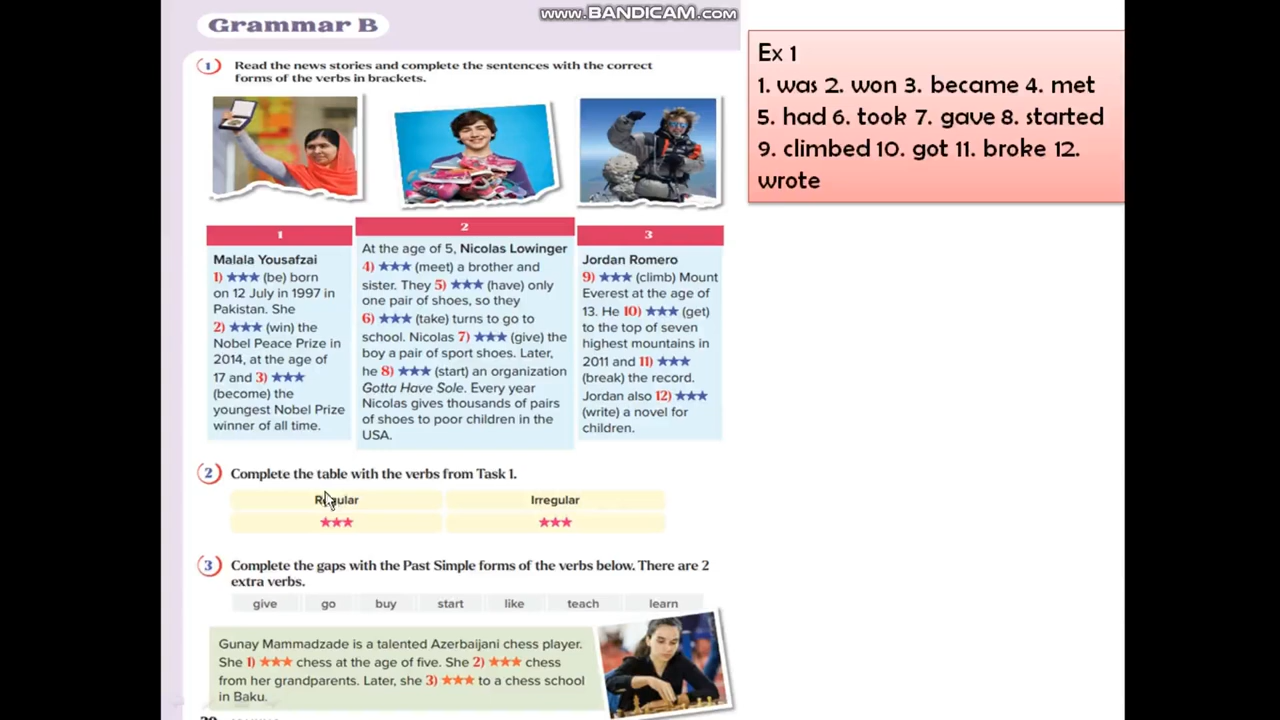 www.BANDICAM.com
Grammar B
1 Read the news stories and complete the sentences with the correct
forms of the verbs in brackets.
1
Malala Yousafzai
1) ★★★ (be) born
on 12 July in 1997 in
Pakistan. She
2) ★★★ (win) the
Nobel Peace Prize in
2014, at the age of
17 and 3) ★★★
(become) the
youngest Nobel Prize
winner of all time.
2
At the age of 5, Nicolas Lowinger
4) ★★★ (meet) a brother and
sister. They 5) ★★★ (have) only
one pair of shoes, so they
6) ★★★ (take) turns to go to
school. Nicolas 7) ★★★ (give) the
boy a pair of sport shoes. Later,
he 8) ★★★ (start) an organization
Gotta Have Sole. Every year
Nicolas gives thousands of pairs
of shoes to poor children in the
USA.
3
Jordan Romero
9) ★★★ (climb) Mount
Everest at the age of
13. He 10) ★★★ (get)
to the top of seven
highest mountains in
2011 and 11) ★★★
(break) the record.
Jordan also 12) ★★★
(write) a novel for
children.
2 Complete the table with the verbs from Task 1.
Regular Irregular
★★★ ★★★
3 Complete the gaps with the Past Simple forms of the verbs below. There are 2
extra verbs.
give go buy start like teach learn
Gunay Mammadzade is a talented Azerbaijani chess player.
She 1) ★★★ chess at the age of five. She 2) ★★★ chess
from her grandparents. Later, she 3) ★★★ to a chess school
in Baku.
Ex 1
1. was 2. won 3. became 4. met
5. had 6. took 7. gave 8. started
9. climbed 10. got 11. broke 12.
wrote